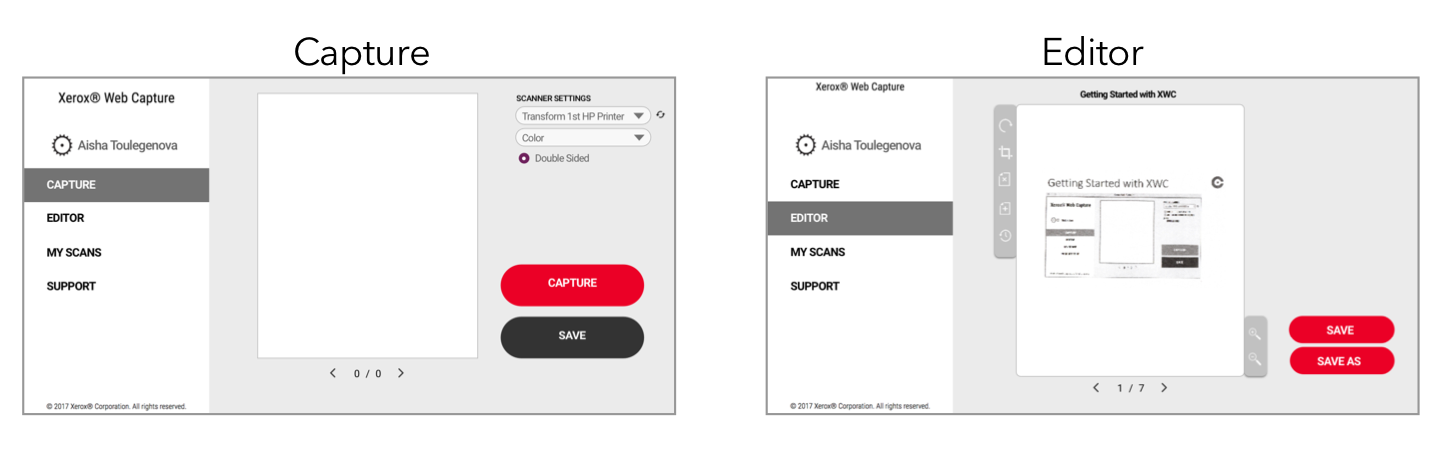 Capture
Xerox® Web Capture
Aisha Toulegenova
CAPTURE
EDITOR
MY SCANS
SUPPORT
© 2017 Xerox® Corporation. All rights reserved.
SCANNER SETTINGS
Transform 1st HP Printer
Color
Double Sided
CAPTURE
SAVE
0 / 0
Editor
Xerox® Web Capture
Aisha Toulegenova
CAPTURE
EDITOR
MY SCANS
SUPPORT
© 2017 Xerox® Corporation. All rights reserved.
Getting Started with XWC
Getting Started with XWC
Xerox® Web Capture
SAVE
SAVE AS
1 / 7